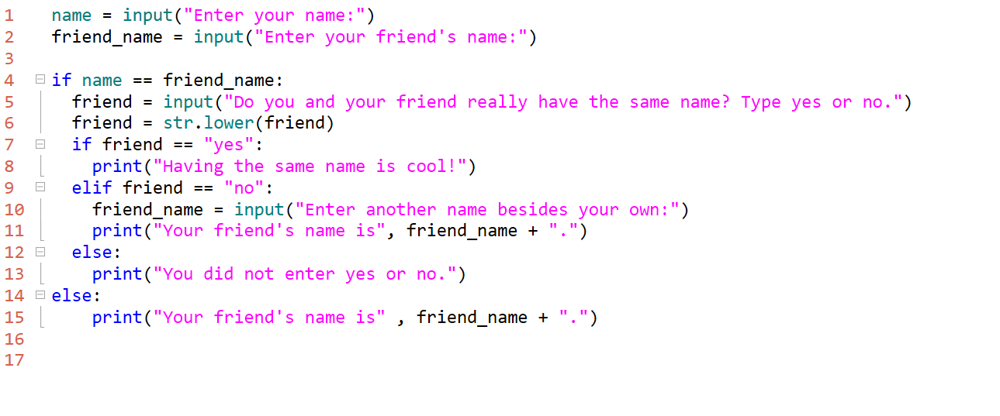 1 name = input("Enter your name:")
2 friend_name = input("Enter your friend's name:")
3
4 if name == friend_name:
5   friend = input("Do you and your friend really have the same name? Type yes or no.")
6   friend = str.lower(friend)
7   if friend == "yes":
8     print("Having the same name is cool!")
9   elif friend == "no":
10     friend_name = input("Enter another name besides your own:")
11     print("Your friend's name is", friend_name + ".")
12   else:
13     print("You did not enter yes or no.")
14 else:
15     print("Your friend's name is" , friend_name + ".")
16
17